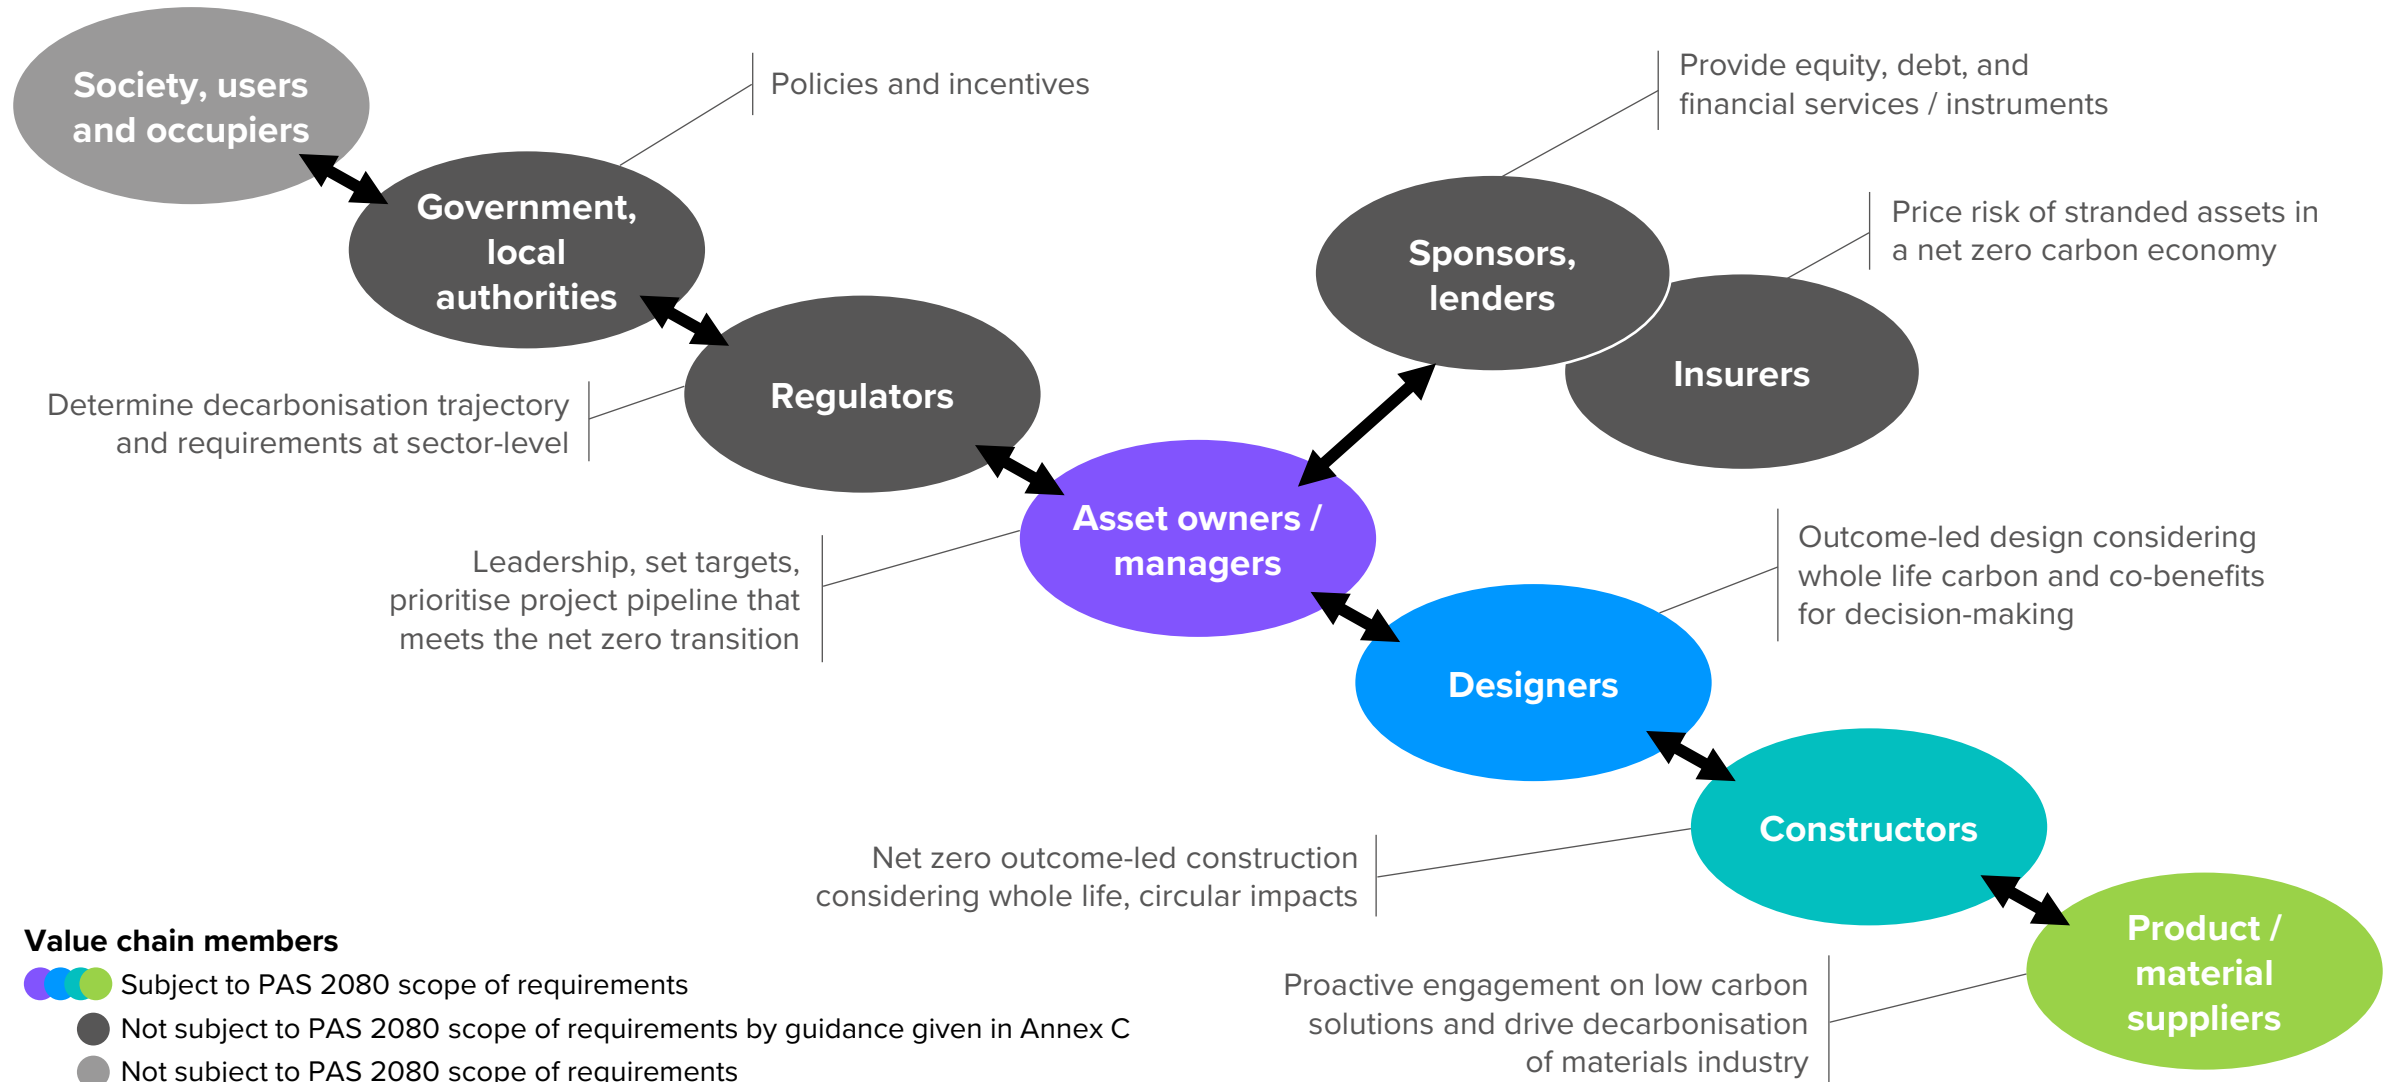 Society, users
and occupiers
Policies and incentives
Government,
local
authorities
Provide equity, debt, and
financial services / instruments
Price risk of stranded assets in
a net zero carbon economy
Sponsors,
lenders
Insurers
Regulators
Determine decarbonisation trajectory
and requirements at sector-level
Asset owners /
managers
Leadership, set targets,
prioritise project pipeline that
meets the net zero transition
Outcome-led design considering
whole life carbon and co-benefits
for decision-making
Designers
Constructors
Net zero outcome-led construction
considering whole life, circular impacts
Product /
material
suppliers
Proactive engagement on low carbon
solutions and drive decarbonisation
of materials industry
Value chain members
Subject to PAS 2080 scope of requirements
Not subject to PAS 2080 scope of requirements by guidance given in Annex C
Not subject to PAS 2080 scope of requirements